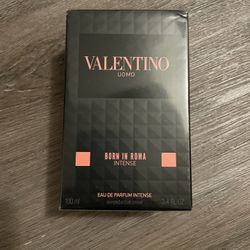 VALENTINO
UOMO
BORN IN ROMA
INTENSE
EAU DE PARFUM INTENSE
100 ml
3.4 FL.OZ